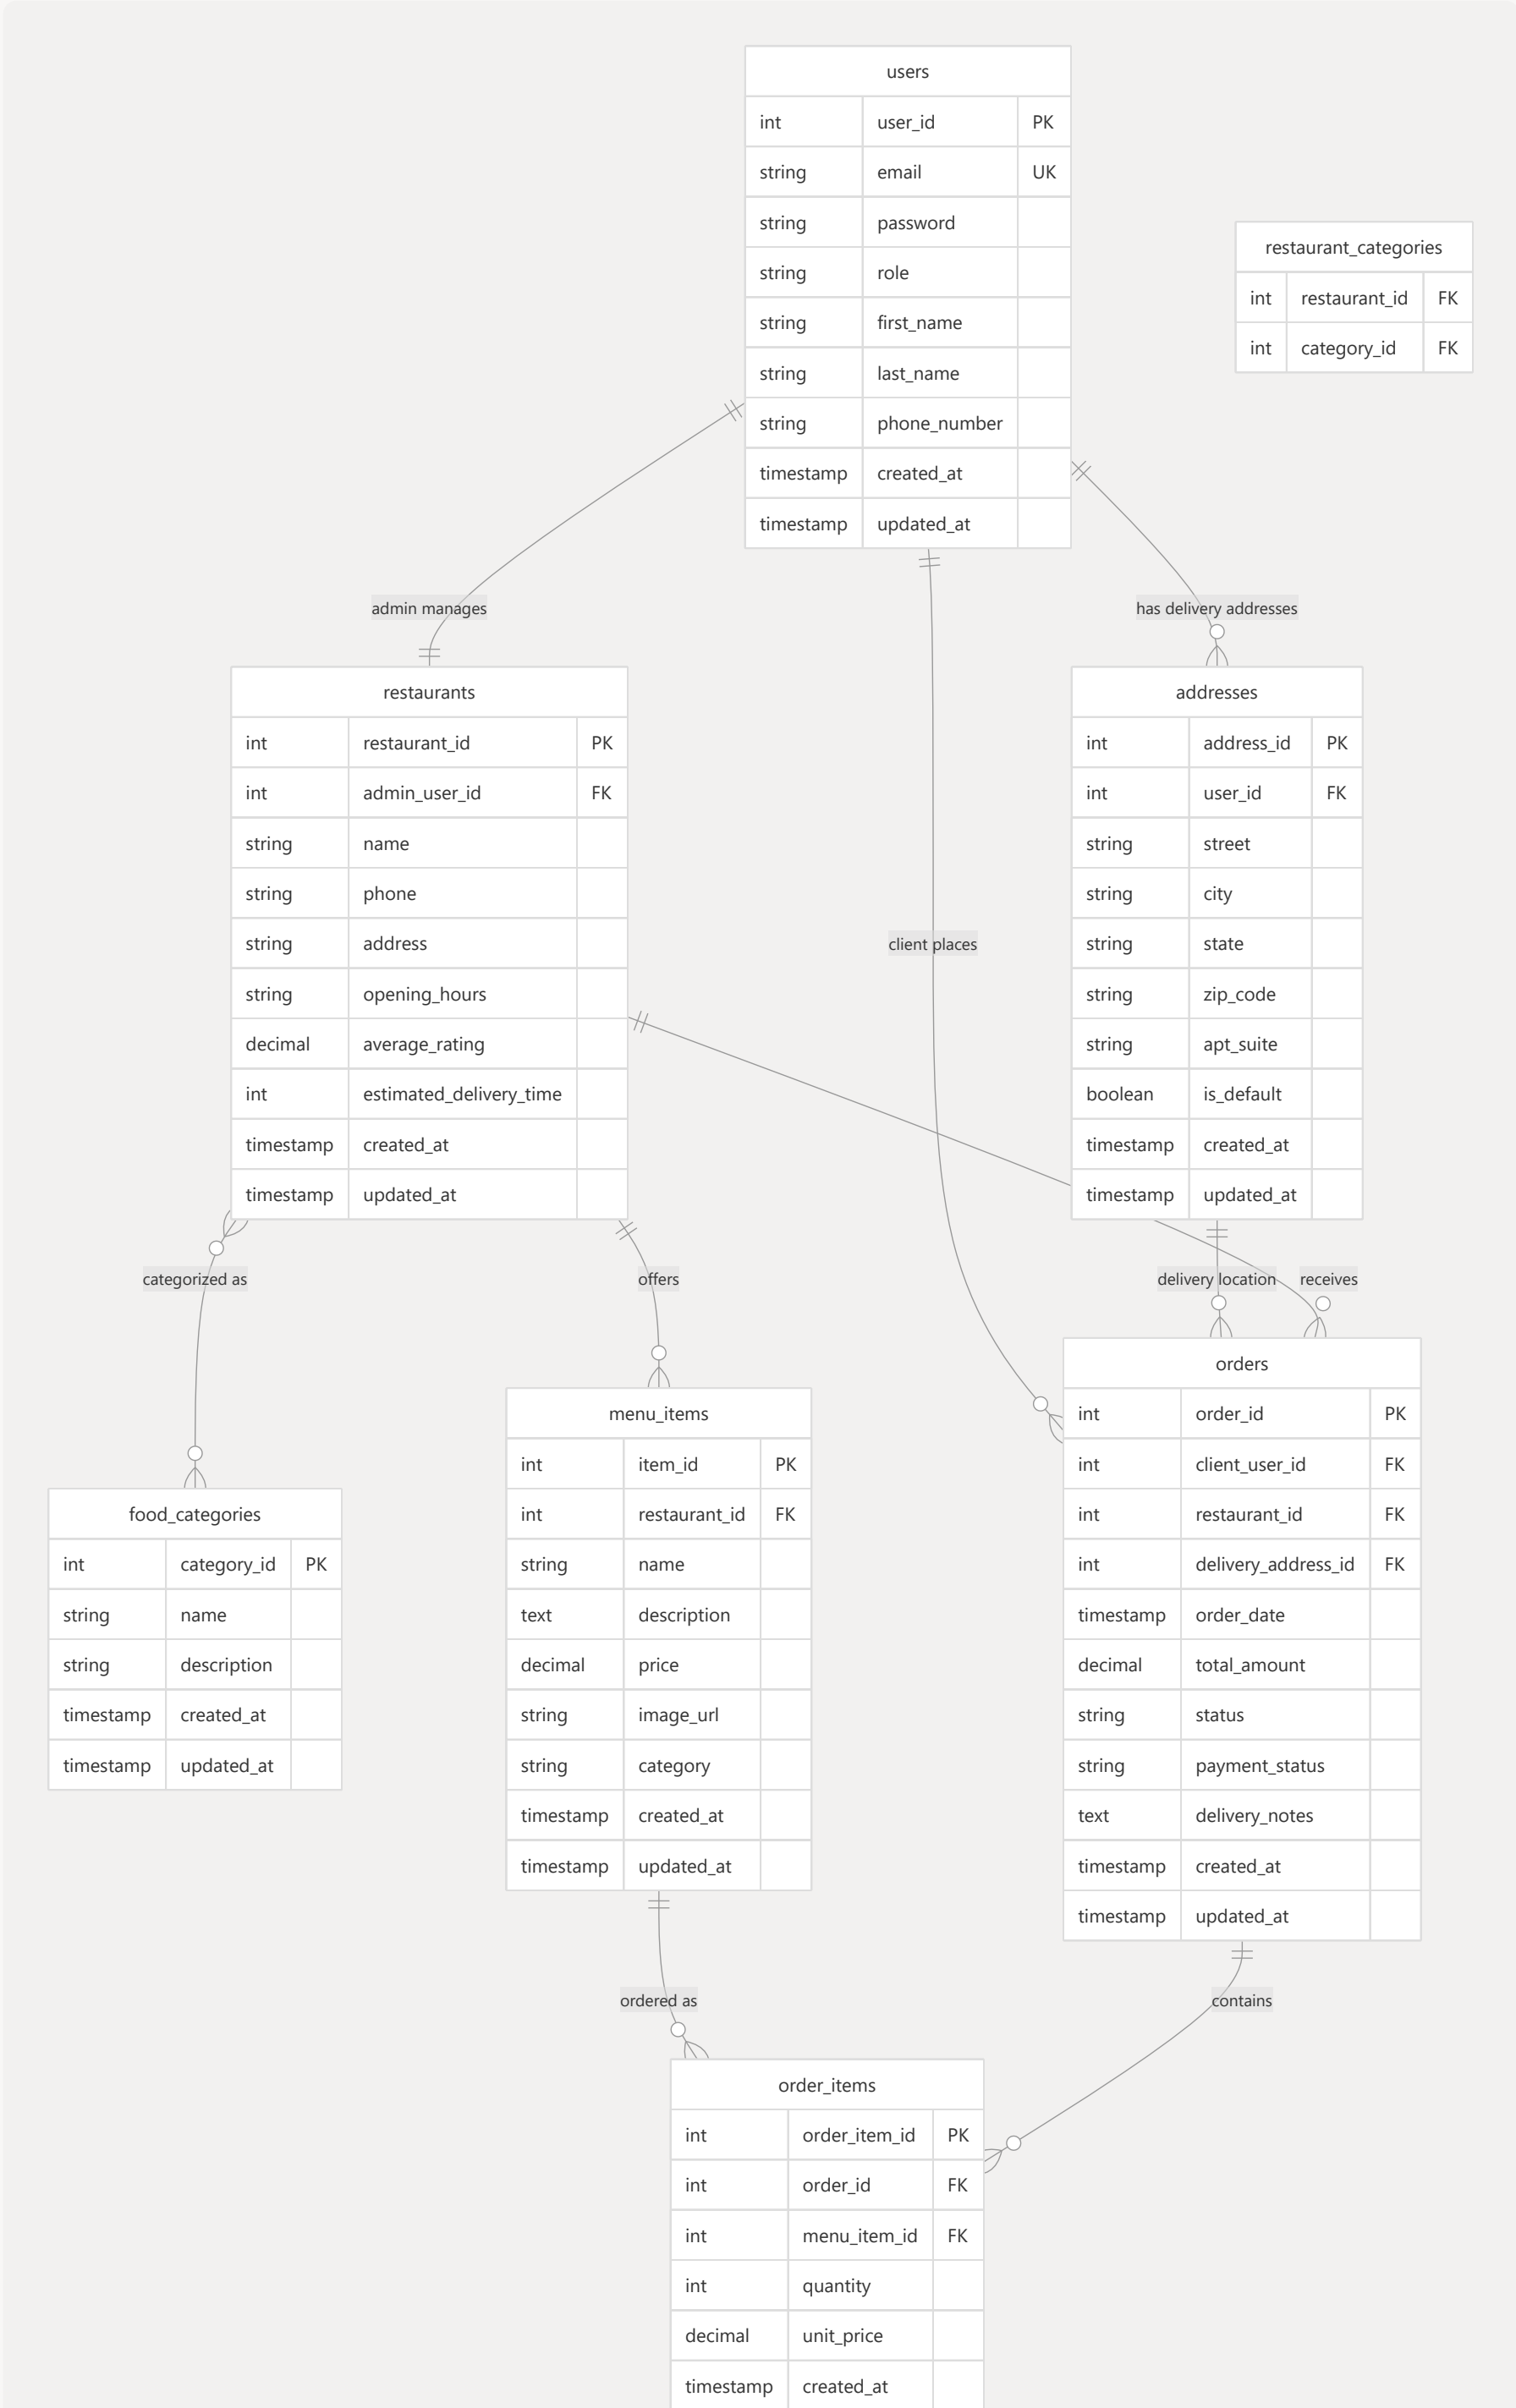 users
int user_id PK
string email UK
string password
string role
string first_name
string last_name
string phone_number
timestamp created_at
timestamp updated_at
restaurant_categories
int restaurant_id FK
int category_id FK
admin manages
has delivery addresses
restaurants
int restaurant_id PK
int admin_user_id FK
string name
string phone
string address
string opening_hours
decimal average_rating
int estimated_delivery_time
timestamp created_at
timestamp updated_at
client places
addresses
int address_id PK
int user_id FK
string street
string city
string state
string zip_code
string apt_suite
boolean is_default
timestamp created_at
timestamp updated_at
categorized as
offers
delivery location
receives
food_categories
int category_id PK
string name
string description
timestamp created_at
timestamp updated_at
menu_items
int item_id PK
int restaurant_id FK
string name
text description
decimal price
string image_url
string category
timestamp created_at
timestamp updated_at
orders
int order_id PK
int client_user_id FK
int restaurant_id FK
int delivery_address_id FK
timestamp order_date
decimal total_amount
string status
string payment_status
text delivery_notes
timestamp created_at
timestamp updated_at
ordered as
contains
order_items
int order_item_id PK
int order_id FK
int menu_item_id FK
int quantity
decimal unit_price
timestamp created_at